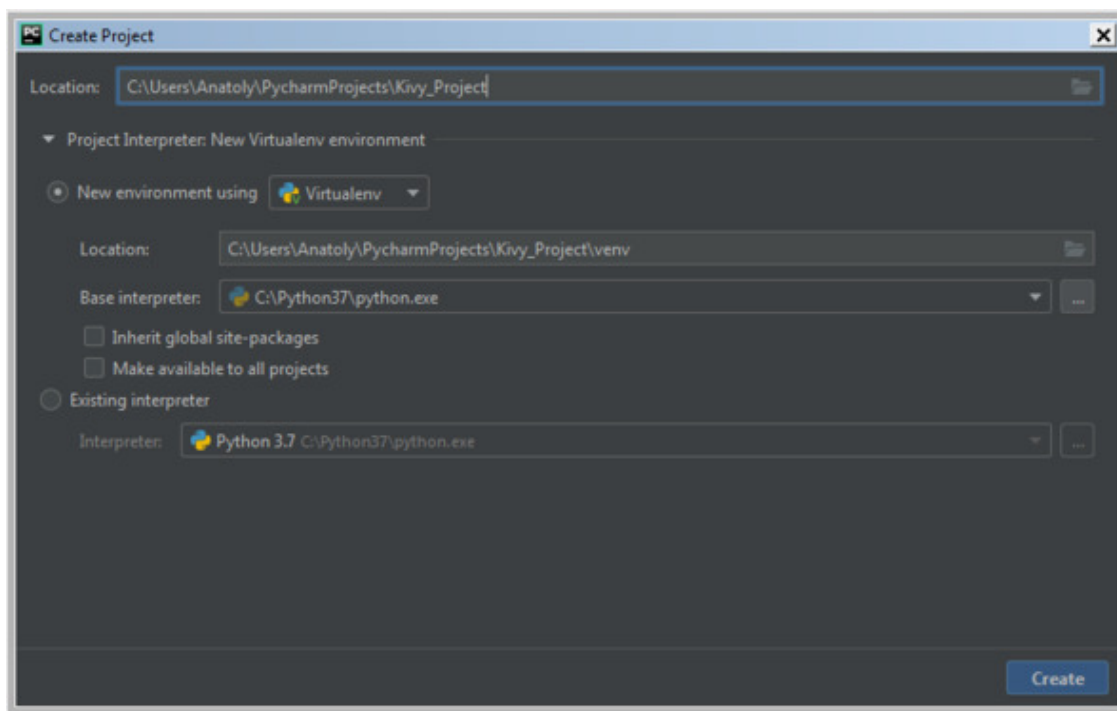 Create Project
Location: C:\Users\Anatoly\PycharmProjects\Kivy_Project
Project Interpreter: New Virtualenv environment
New environment using Virtualenv
Location: C:\Users\Anatoly\PycharmProjects\Kivy_Project\venv
Base interpreter: C:\Python37\python.exe ...
Inherit global site-packages
Make available to all projects
Existing interpreter
Interpreter: Python 3.7 C:\Python37\python.exe ...
Create